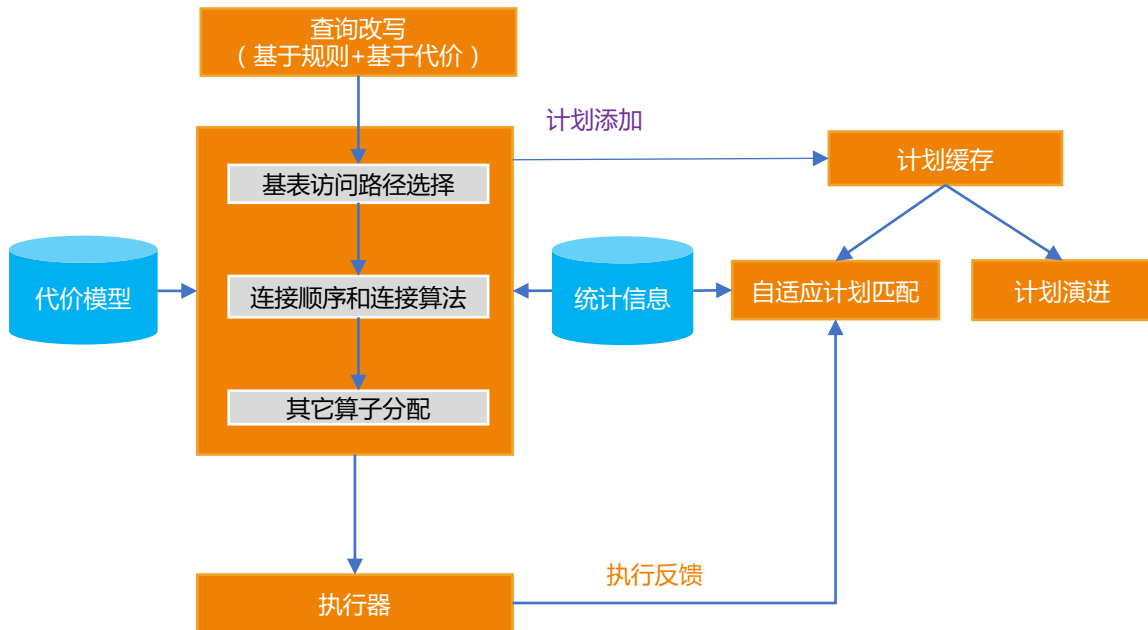 查询改写
（基于规则+基于代价）
计划添加
计划缓存
基表访问路径选择
代价模型
连接顺序和连接算法
统计信息
自适应计划匹配
计划演进
其它算子分配
执行反馈
执行器